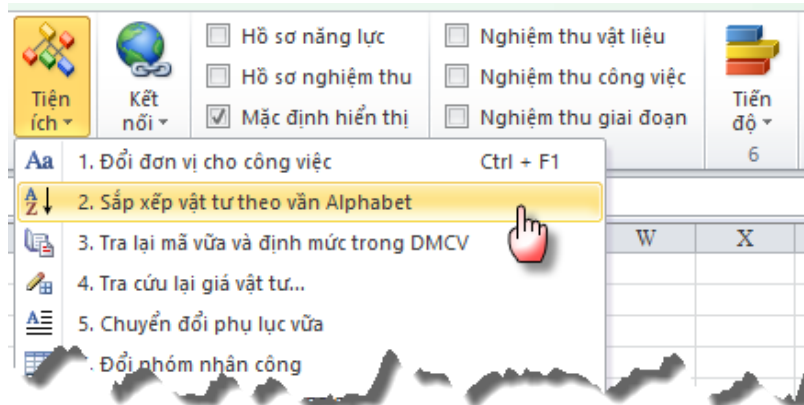 Tiện
ích
Kết
nối
Hồ sơ năng lực
Hồ sơ nghiệm thu
Mặc định hiển thị
Nghiệm thu vật liệu
Nghiệm thu công việc
Nghiệm thu giai đoạn
Tiến
độ
6
Aa 1. Đổi đơn vị cho công việc Ctrl + F1
2. Sắp xếp vật tư theo vần Alphabet
3. Tra lại mã vữa và định mức trong DMCV
4. Tra cứu lại giá vật tư...
5. Chuyển đổi phụ lục vữa
. Đổi nhóm nhân công
W X